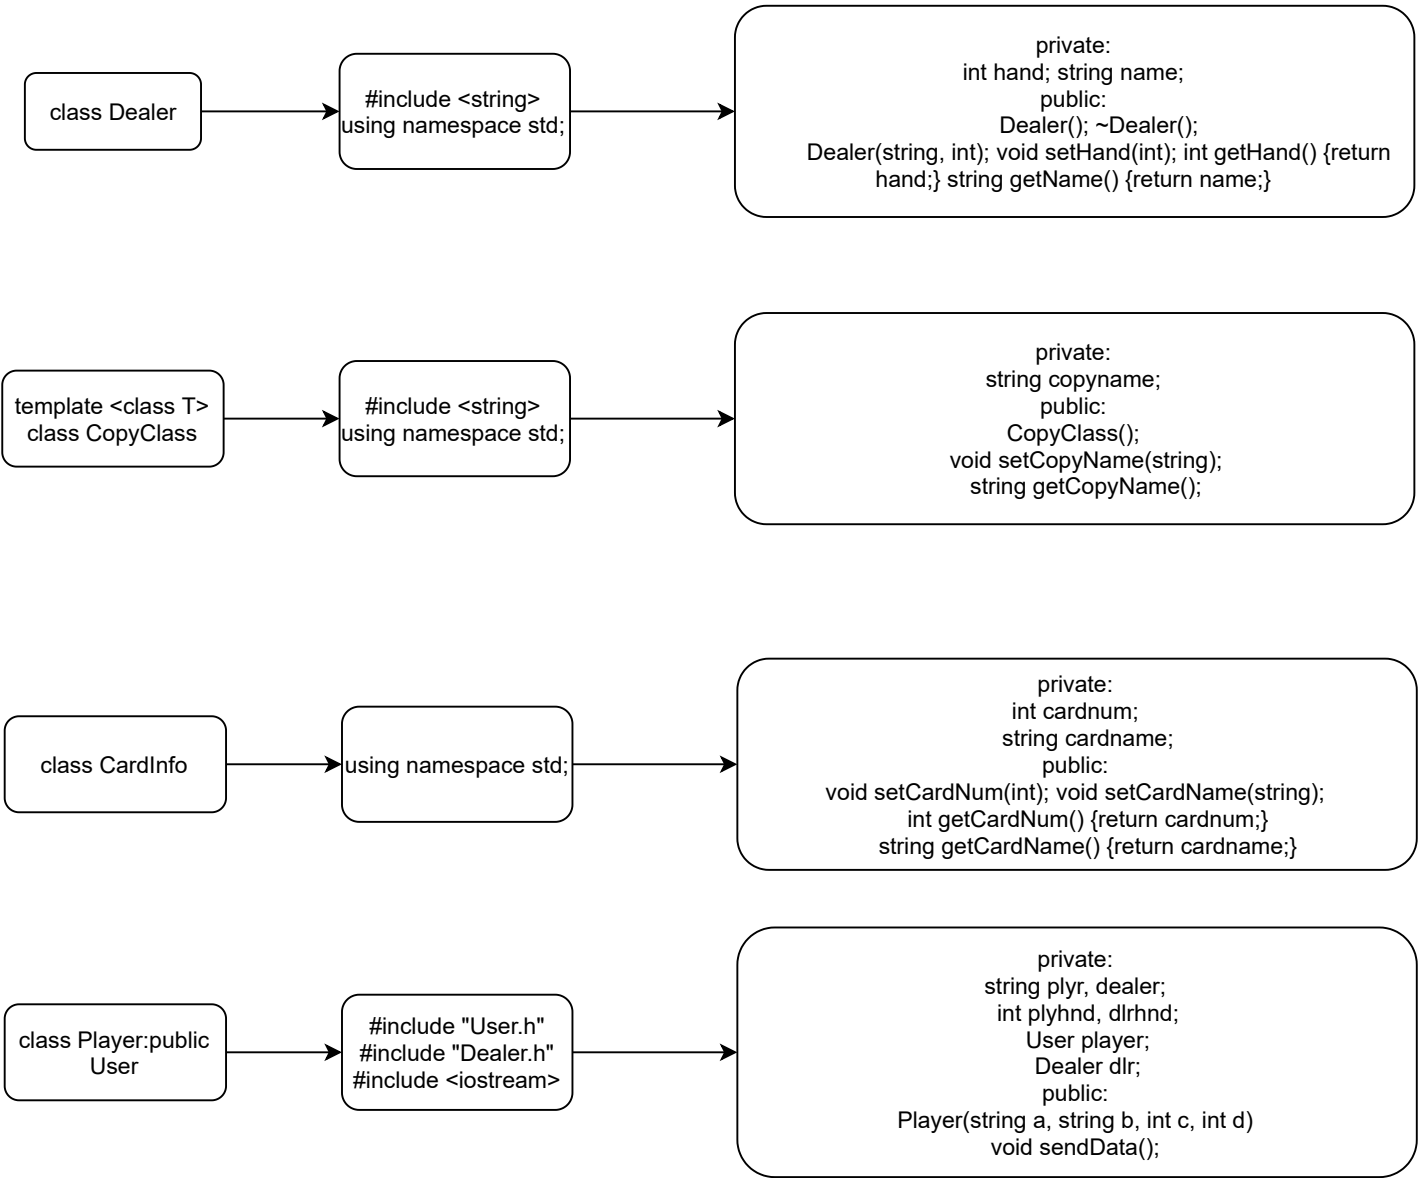 class Dealer
#include <string>
using namespace std;
private:
int hand; string name;
public:
Dealer(); ~Dealer();
Dealer(string, int); void setHand(int); int getHand() {return
hand;} string getName() {return name;}
template <class T>
class CopyClass
#include <string>
using namespace std;
private:
string copyname;
public:
CopyClass();
void setCopyName(string);
string getCopyName();
class CardInfo
using namespace std;
private:
int cardnum;
string cardname;
public:
void setCardNum(int); void setCardName(string);
int getCardNum() {return cardnum;}
string getCardName() {return cardname;}
class Player:public
User
#include "User.h"
#include "Dealer.h"
#include <iostream>
private:
string plyr, dealer;
int plyhnd, dlrhnd;
User player;
Dealer dlr;
public:
Player(string a, string b, int c, int d)
void sendData();